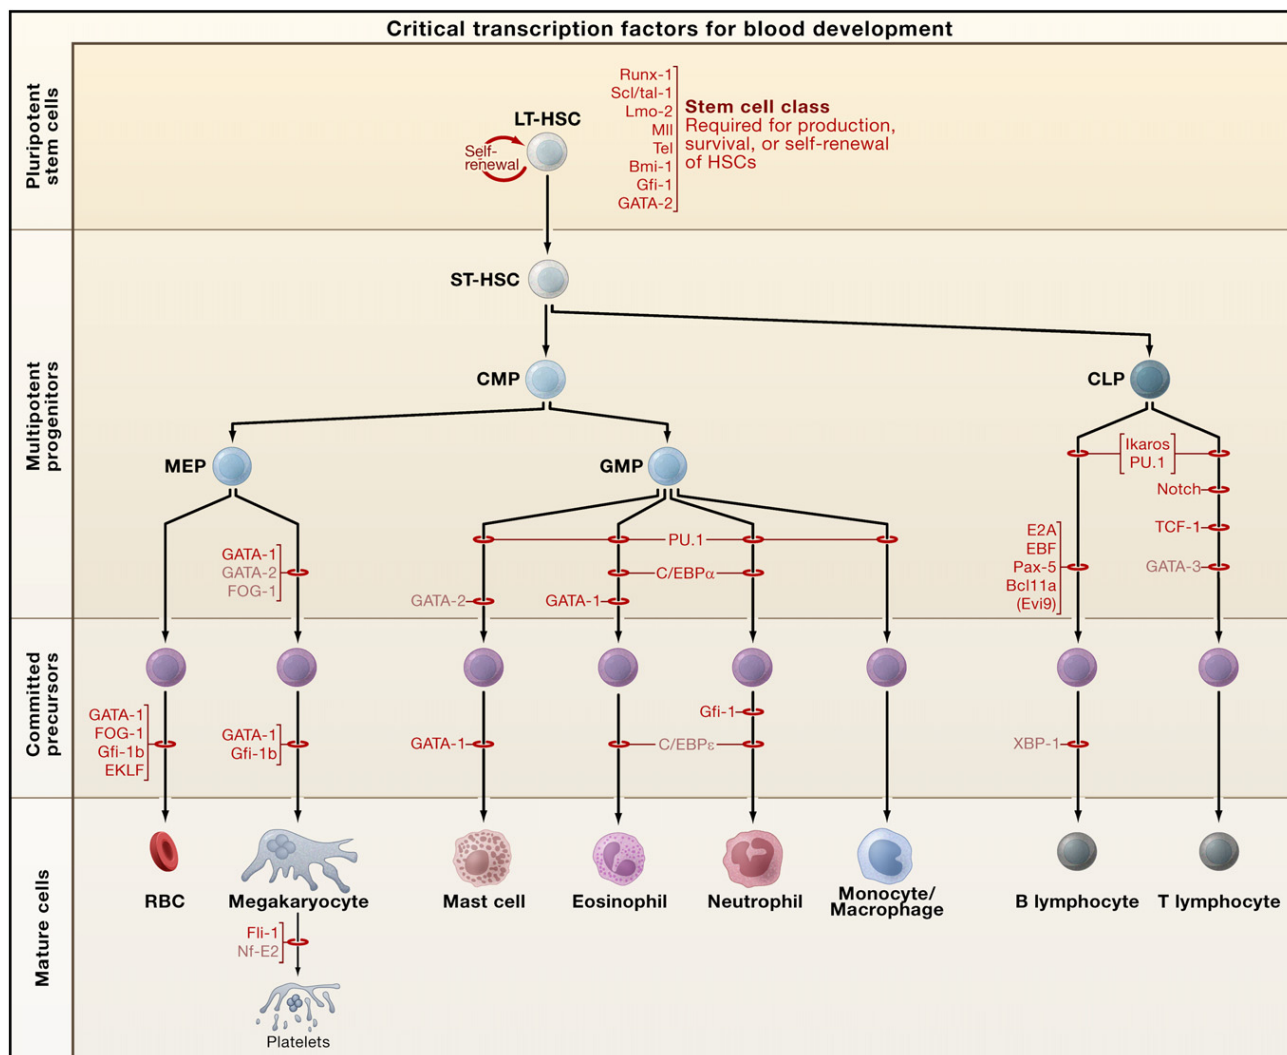 Critical transcription factors for blood development
Pluripotent
stem cells
LT-HSC
Self-
renewal
Runx-1
Scl/tal-1
Lmo-2
Mll
Tel
Bmi-1
Gfi-1
GATA-2
Stem cell class
Required for production,
survival, or self-renewal
of HSCs
Multipotent
progenitors
ST-HSC
CMP
CLP
MEP
GMP
Ikaros
PU.1
Notch
TCF-1
GATA-3
E2A
EBF
Pax-5
Bcl11a
(Evi9)
GATA-1
GATA-2
FOG-1
PU.1
C/EBPα
GATA-2
GATA-1
Committed
precursors
GATA-1
FOG-1
Gfi-1b
EKLF
GATA-1
Gfi-1b
GATA-1
Gfi-1
C/EBPε
XBP-1
Mature cells
RBC
Megakaryocyte
Mast cell
Eosinophil
Neutrophil
Monocyte/
Macrophage
B lymphocyte
T lymphocyte
Fli-1
Nf-E2
Platelets